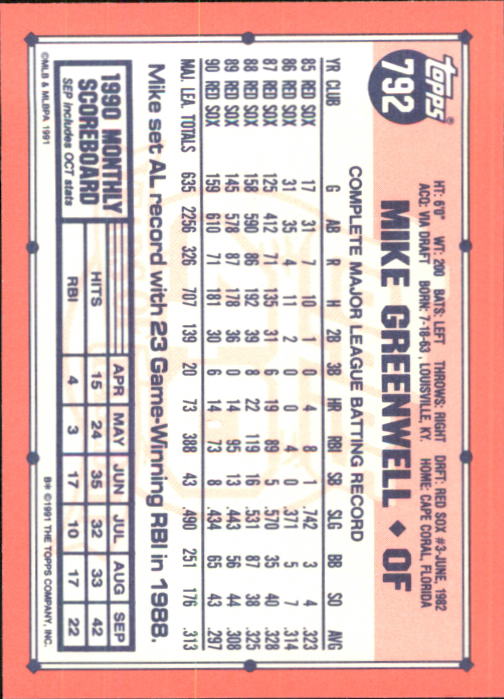 topps®
792
HT: 6'0" WT: 200 BATS: LEFT THROWS: RIGHT DRFT: RED SOX #3-JUNE, 1982
ACQ: VIA DRAFT BORN: 7-18-63, LOUISVILLE, KY. HOME: CAPE CORAL, FLORIDA
MIKE GREENWELL ◆ OF
COMPLETE MAJOR LEAGUE BATTING RECORD
YR CLUB G AB R H 2B 3B HR RBI SB SLG BB SO AVG
85 RED SOX 17 31 7 10 1 0 4 8 1 .742 3 4 .323
86 RED SOX 31 35 4 11 2 0 0 4 0 .371 5 7 .314
87 RED SOX 125 412 71 135 31 6 19 89 5 .570 35 40 .328
88 RED SOX 158 590 86 192 39 8 22 119 16 .531 87 38 .325
89 RED SOX 145 578 87 178 36 0 14 95 13 .443 56 44 .308
90 RED SOX 159 610 71 181 30 6 14 73 8 .434 65 43 .297
MAJ. LEA. TOTALS 635 2256 326 707 139 20 73 388 43 .490 251 176 .313
Mike set AL record with 23 Game-Winning RBI in 1988.
1990 MONTHLY
SCOREBOARD
SEP includes OCT stats
APR MAY JUN JUL AUG SEP
HITS 15 24 35 32 33 42
RBI 4 3 17 10 17 22
©MLB & MLBPA 1991
B* ©1991 THE TOPPS COMPANY, INC.